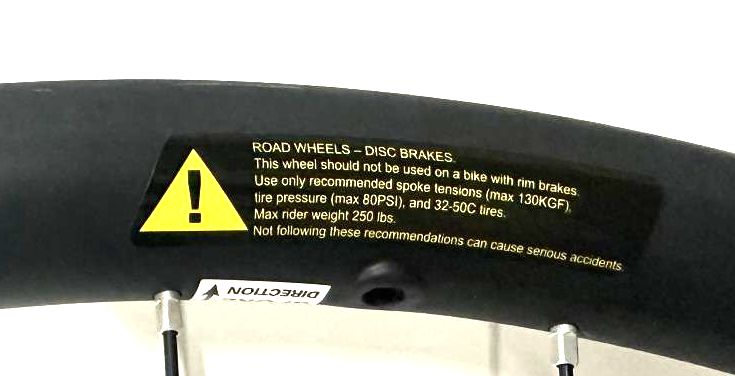 ROAD WHEELS – DISC BRAKES
This wheel should not be used on a bike with rim brakes.
Use only recommended spoke tensions (max 130KGF),
tire pressure (max 80PSI), and 32-50C tires.
Max rider weight 250 lbs.
Not following these recommendations can cause serious accidents
DIRECTION